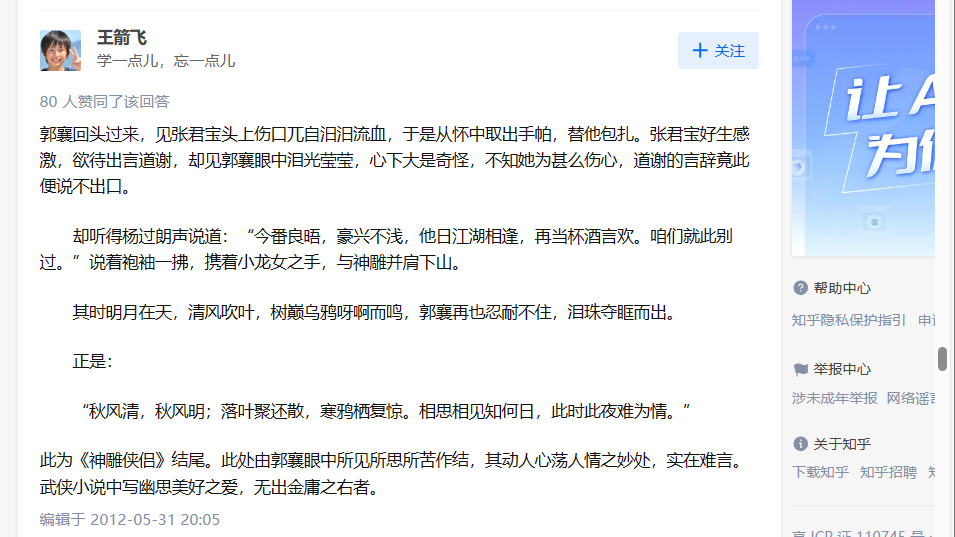 王箭飞
学一点儿，忘一点儿
关注
80 人赞同了该回答
郭襄回头过来，见张君宝头上伤口兀自汩汩流血，于是从怀中取出手帕，替他包扎。张君宝好生感
激，欲待出言道谢，却见郭襄眼中泪光莹莹，心下大是奇怪，不知她为甚么伤心，道谢的言辞竟此
便说不出口。
却听得杨过朗声说道：“今番良晤，豪兴不浅，他日江湖相逢，再当杯酒言欢。咱们就此别
过。”说着袍袖一拂，携着小龙女之手，与神雕并肩下山。
其时明月在天，清风吹叶，树巅乌鸦呀啊而鸣，郭襄再也忍耐不住，泪珠夺眶而出。
正是：
“秋风清，秋风明；落叶聚还散，寒鸦栖复惊。相思相见知何日，此时此夜难为情。”
此为《神雕侠侣》结尾。此处由郭襄眼中所见所思所苦作结，其动人心荡人情之妙处，实在难言。
武侠小说中写幽思美好之爱，无出金庸之右者。
编辑于 2012-05-31 20:05
让 A
为你
帮助中心
知乎隐私保护指引 申请
举报中心
涉未成年举报 网络谣言
关于知乎
下载知乎 知乎招聘
京 ICP 证 110745 号